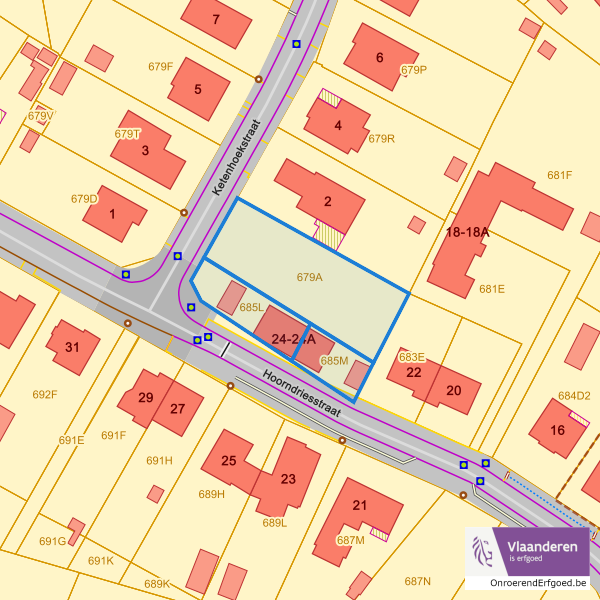 7
6
679F
679P
5
679V
4
679T
679R
3
Ketenhoekstraat
681F
679D
1
2
18-18A
679A
681E
685L
24-24A
31
685M
683E
22
20
Hoorndriesstraat
692F
29
27
684D2
691E
691F
16
25
691H
23
689H
21
689L
691G
687M
691K
689K
687N
Vlaanderen
is erfgoed
OnroerendErfgoed.be